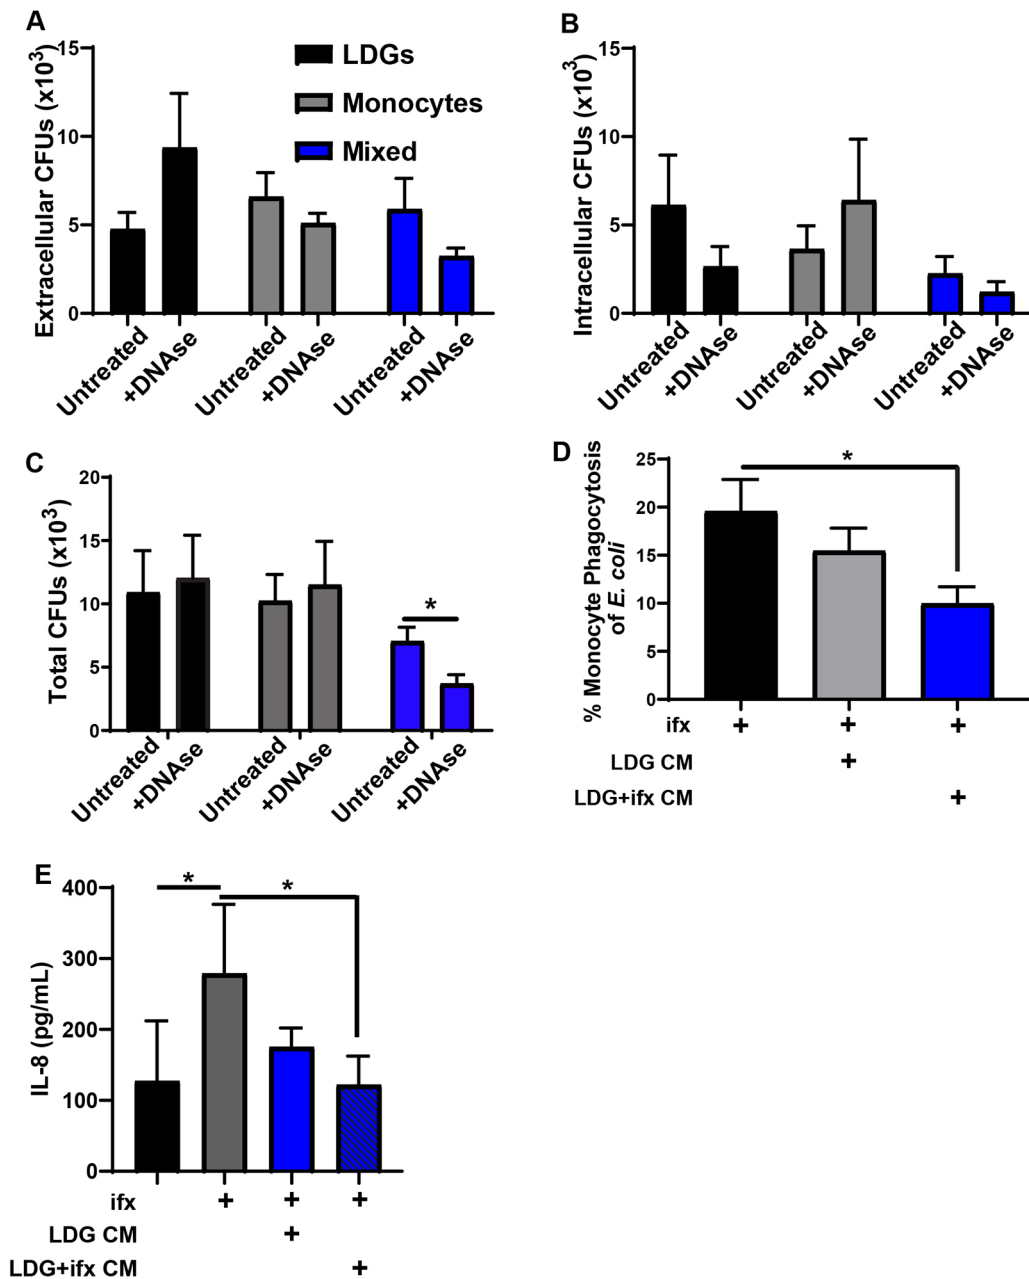 A
Extracellular CFUs (x10³)
15
10
5
0
LDGs
Monocytes
Mixed
Untreated
+DNAse
Untreated
+DNAse
Untreated
+DNAse
B
Intracellular CFUs (x10³)
15
10
5
0
Untreated
+DNAse
Untreated
+DNAse
Untreated
+DNAse
C
Total CFUs (x10³)
20
15
10
5
0
*
Untreated
+DNAse
Untreated
+DNAse
Untreated
+DNAse
D
% Monocyte Phagocytosis
of E. coli
25
20
15
10
5
0
*
ifx + + +
LDG CM +
LDG+ifx CM +
E
IL-8 (pg/mL)
400
300
200
100
0
* *
ifx + + +
LDG CM +
LDG+ifx CM +